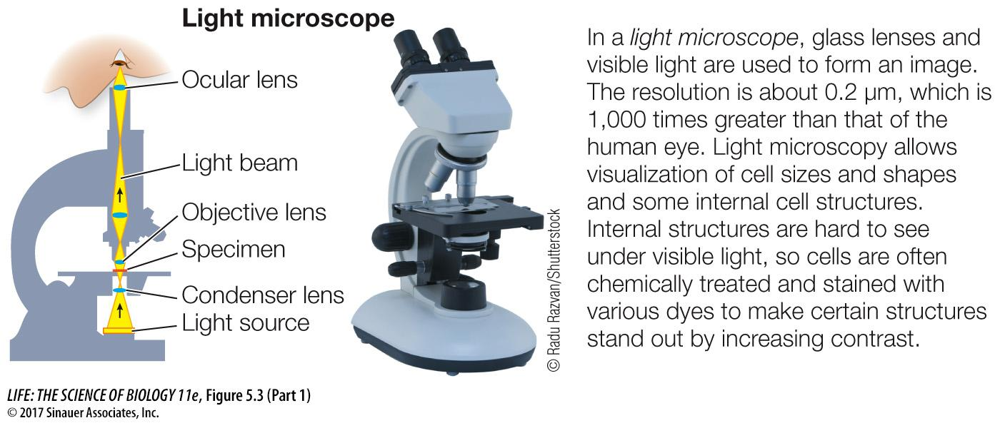 Light microscope
Ocular lens
Light beam
Objective lens
Specimen
Condenser lens
Light source
© Radu Razvan/Shutterstock
In a light microscope, glass lenses and
visible light are used to form an image.
The resolution is about 0.2 µm, which is
1,000 times greater than that of the
human eye. Light microscopy allows
visualization of cell sizes and shapes
and some internal cell structures.
Internal structures are hard to see
under visible light, so cells are often
chemically treated and stained with
various dyes to make certain structures
stand out by increasing contrast.
LIFE: THE SCIENCE OF BIOLOGY 11e, Figure 5.3 (Part 1)
© 2017 Sinauer Associates, Inc.